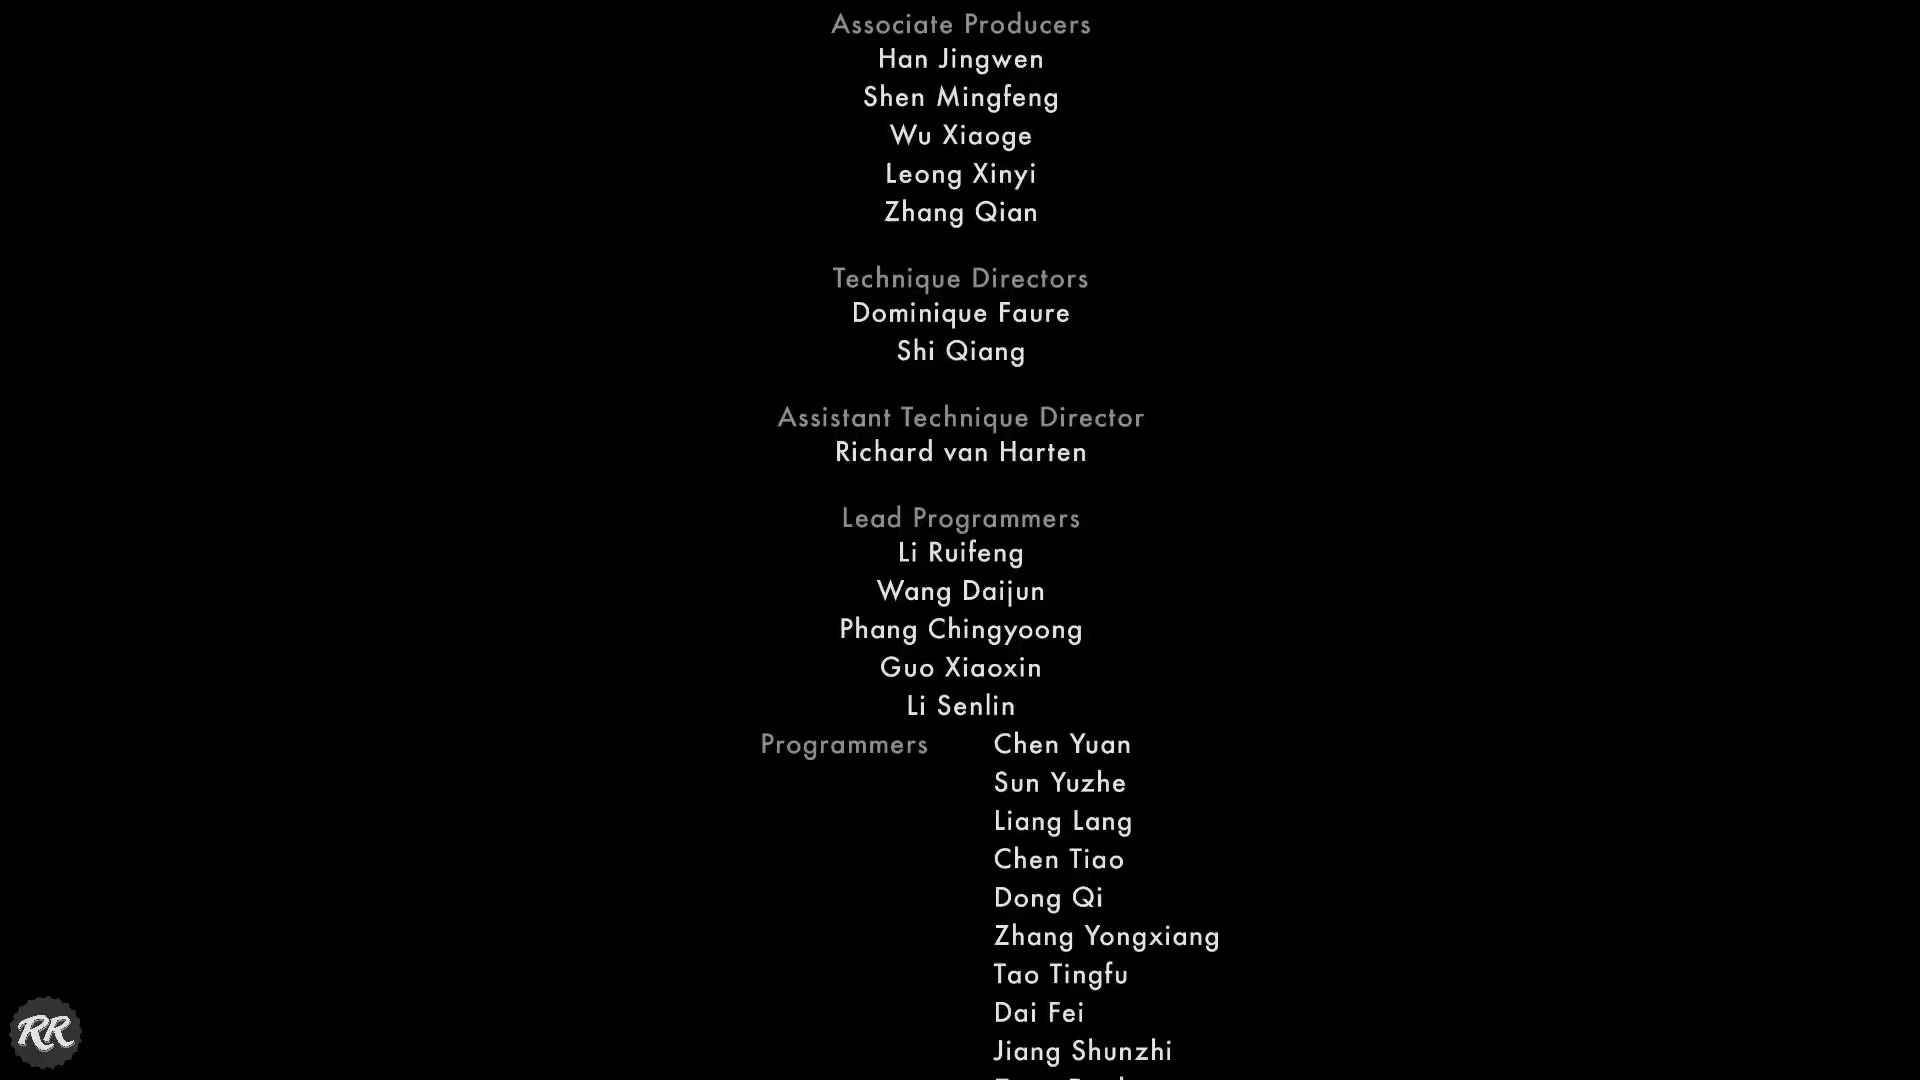 Associate Producers
Han Jingwen
Shen Mingfeng
Wu Xiaoge
Leong Xinyi
Zhang Qian
Technique Directors
Dominique Faure
Shi Qiang
Assistant Technique Director
Richard van Harten
Lead Programmers
Li Ruifeng
Wang Daijun
Phang Chingyoong
Guo Xiaoxin
Li Senlin
Programmers Chen Yuan
Sun Yuzhe
Liang Lang
Chen Tiao
Dong Qi
Zhang Yongxiang
Tao Tingfu
Dai Fei
Jiang Shunzhi
RR